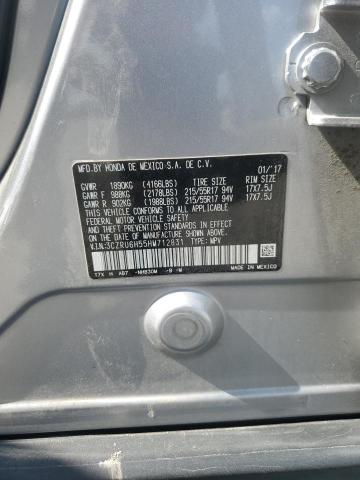 MFD.BY HONDA DE MEXICO S.A. DE C.V. 01/'17
GVWR 1890KG (4166LBS) TIRE SIZE RIM SIZE
GAWR F 988KG (2178LBS) 215/55R17 94V 17X7.5J
GAWR R 902KG (1988LBS) 215/55R17 94V 17X7.5J
THIS VEHICLE CONFORMS TO ALL APPLICABLE
FEDERAL MOTOR VEHICLE SAFETY AND
THEFT PREVENTION STANDARDS IN EFFECT ON
THE DATE OF MANUFACTURE SHOWN ABOVE.
V.I.N:3CZRU6H55HM712831 TYPE: MPV
T7X H AB7 -NH830M -B -M
MADE IN MEXICO